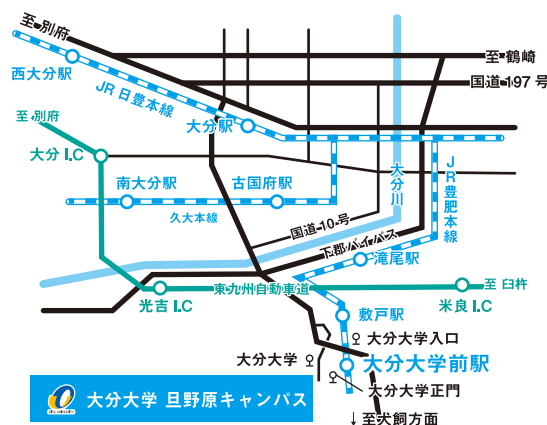 至 別府
至 鶴崎
西大分駅
国道197号
JR日豊本線
至 別府
大分駅
大分 I.C
JR豊肥本線
大分川
南大分駅
古国府駅
久大本線
国道10号
下郡バイパス
滝尾駅
東九州自動車道
至 臼杵
光吉 I.C
米良 I.C
敷戸駅
大分大学入口
大分大学
大分大学前駅
大分大学正門
大分大学 旦野原キャンパス
↓至犬飼方面